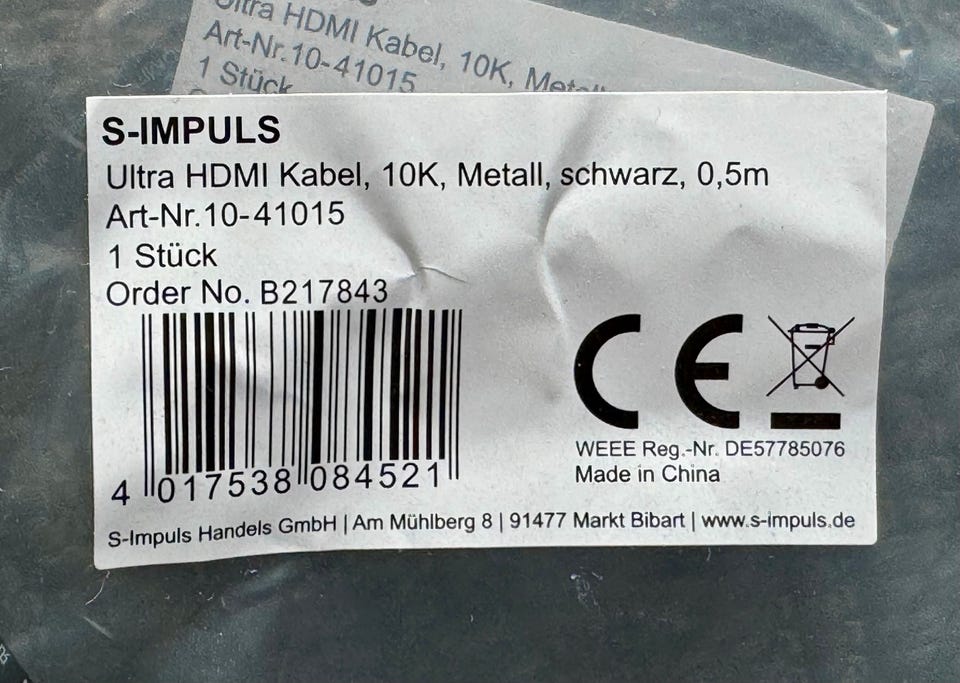 Ultra HDMI Kabel, 10K, Metall
Art-Nr.10-41015
1 Stück
S-IMPULS
Ultra HDMI Kabel, 10K, Metall, schwarz, 0,5m
Art-Nr.10-41015
1 Stück
Order No. B217843
CE
WEEE Reg.-Nr. DE57785076
Made in China
4 017538 084521
S-Impuls Handels GmbH | Am Mühlberg 8 | 91477 Markt Bibart | www.s-impuls.de